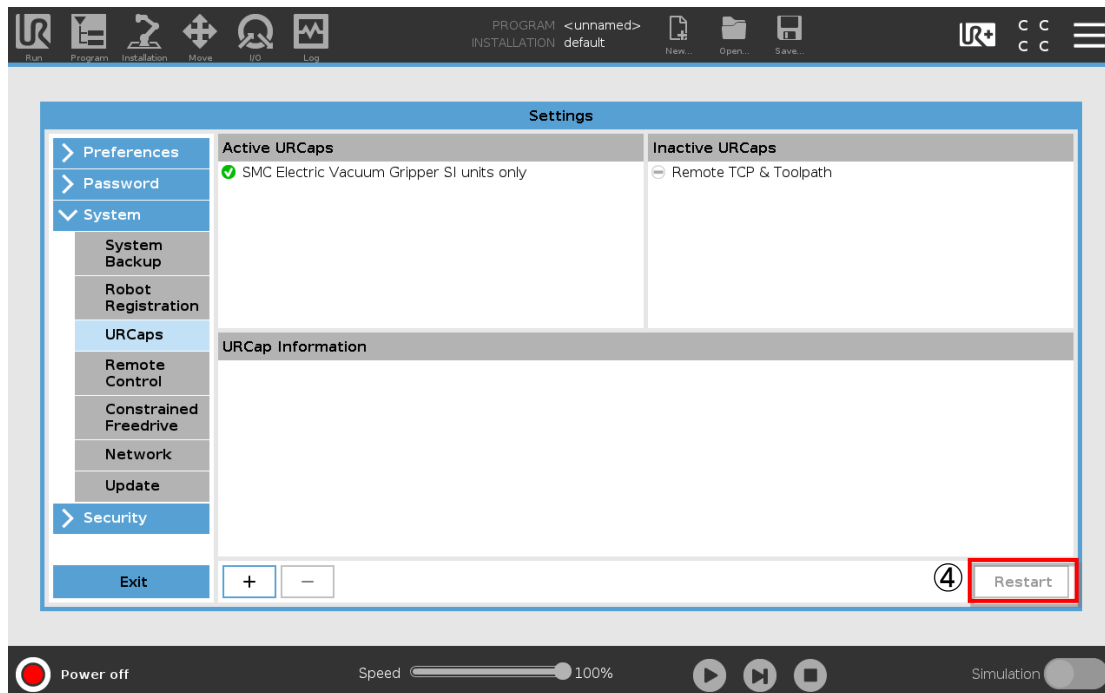 PROGRAM <unnamed>
INSTALLATION default
UR+
C C
C C
Run Program Installation Move I/O Log New... Open... Save...
Settings
Preferences
Password
System
System
Backup
Robot
Registration
URCaps
Remote
Control
Constrained
Freedrive
Network
Update
Security
Exit
Active URCaps
SMC Electric Vacuum Gripper SI units only
Inactive URCaps
Remote TCP & Toolpath
URCap Information
+ −
④ Restart
Power off
Speed 100%
Simulation